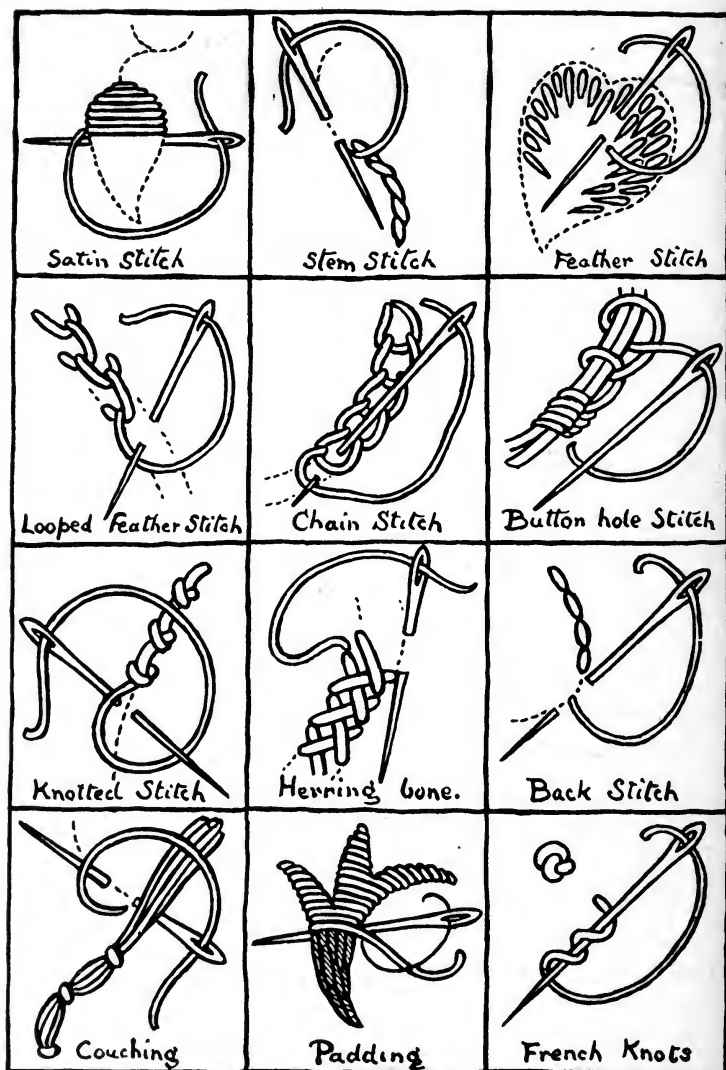 Satin Stitch
Stem Stitch
Feather Stitch
Looped Feather Stitch
Chain Stitch
Button hole Stitch
Knotted Stitch
Herring bone.
Back Stitch
Couching
Padding
French Knots